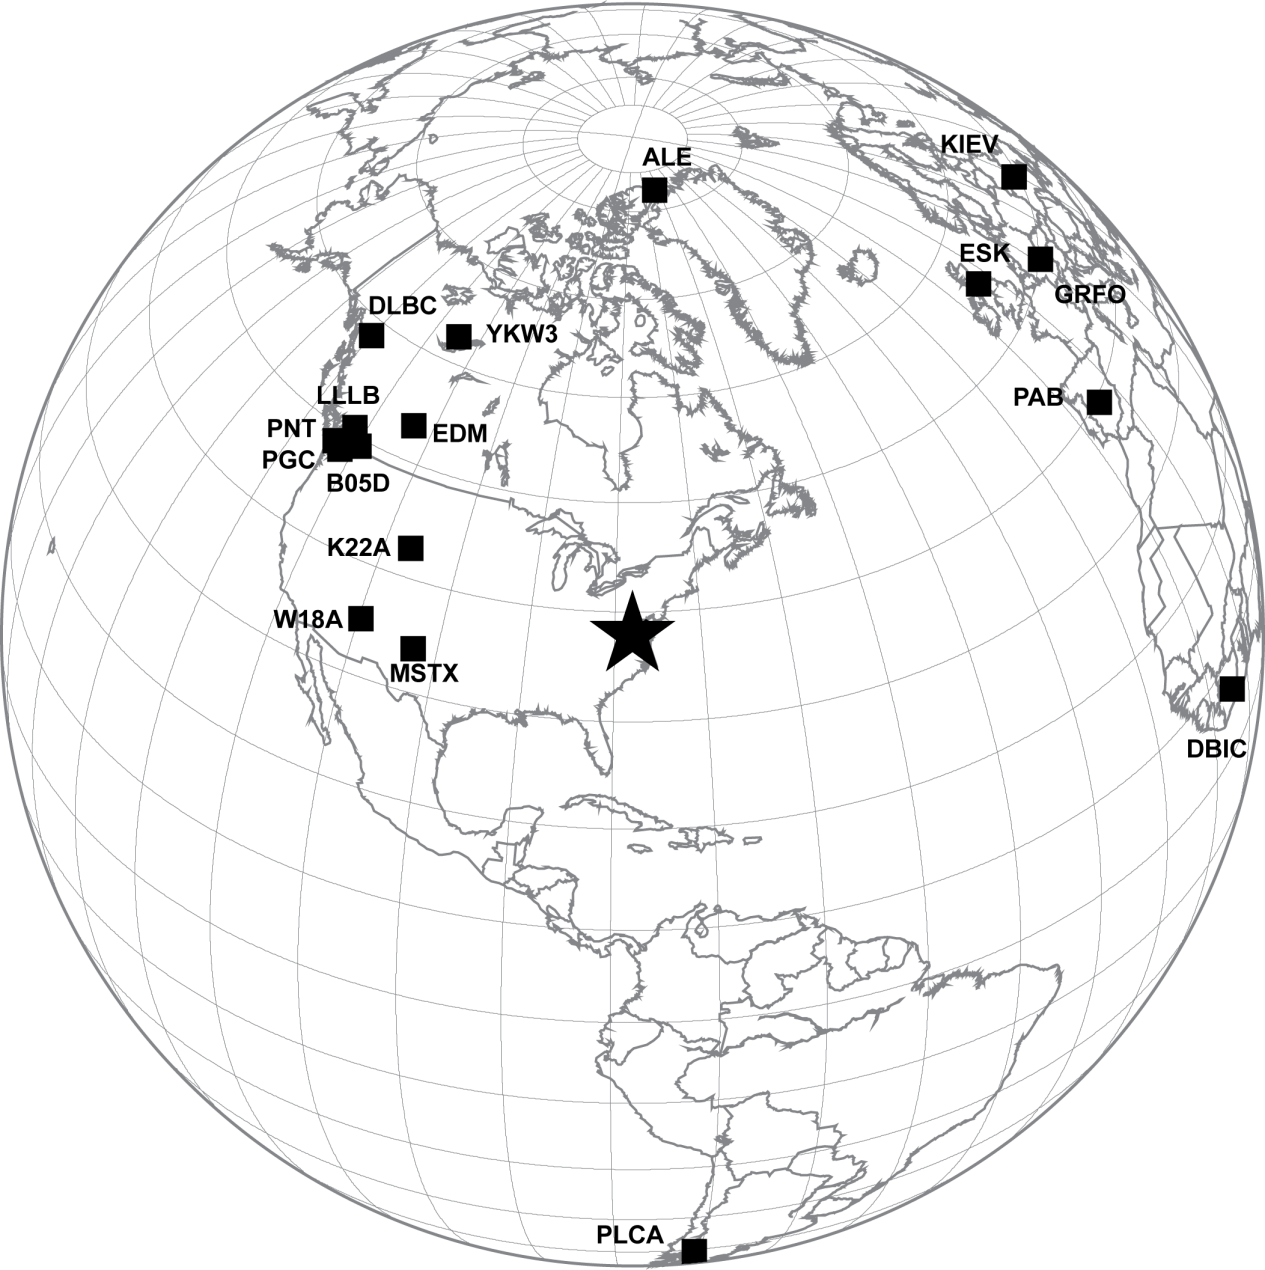 KIEV
ALE
ESK
GRFO
DLBC
YKW3
LLLB
PAB
PNT
EDM
PGC
B05D
K22A
W18A
MSTX
DBIC
PLCA